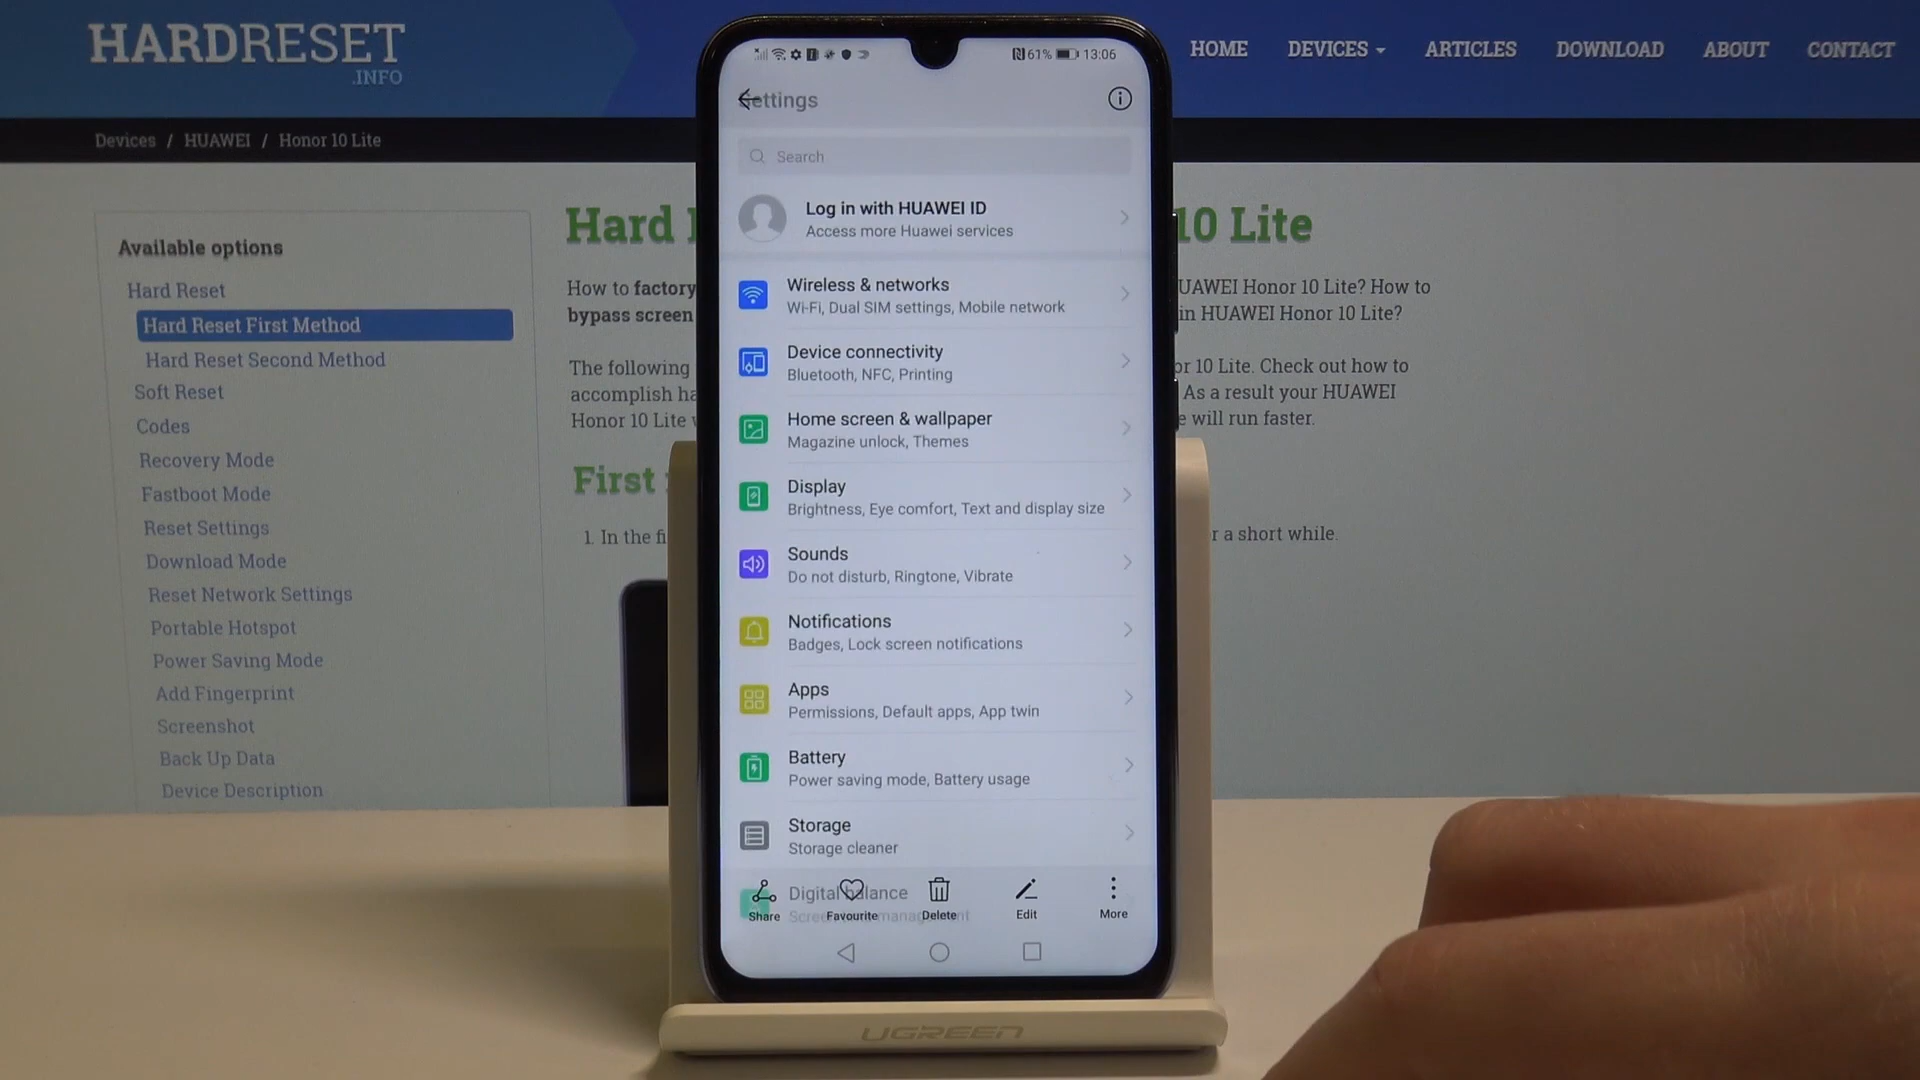 HARDRESET
.INFO
HOME DEVICES ARTICLES DOWNLOAD ABOUT CONTACT
Devices / HUAWEI / Honor 10 Lite
Available options
Hard Reset
Hard Reset First Method
Hard Reset Second Method
Soft Reset
Codes
Recovery Mode
Fastboot Mode
Reset Settings
Download Mode
Reset Network Settings
Portable Hotspot
Power Saving Mode
Add Fingerprint
Screenshot
Back Up Data
Device Description
Hard 10 Lite
How to factory UAWEI Honor 10 Lite? How to
bypass screen in HUAWEI Honor 10 Lite?
The following or 10 Lite. Check out how to
accomplish ha As a result your HUAWEI
Honor 10 Lite e will run faster.
First
1. In the fi r a short while.
61% 13:06
Settings
Search
Log in with HUAWEI ID
Access more Huawei services
Wireless & networks
Wi-Fi, Dual SIM settings, Mobile network
Device connectivity
Bluetooth, NFC, Printing
Home screen & wallpaper
Magazine unlock, Themes
Display
Brightness, Eye comfort, Text and display size
Sounds
Do not disturb, Ringtone, Vibrate
Notifications
Badges, Lock screen notifications
Apps
Permissions, Default apps, App twin
Battery
Power saving mode, Battery usage
Storage
Storage cleaner
Digital balance
Share Favourite Delete Edit More
UGREEN